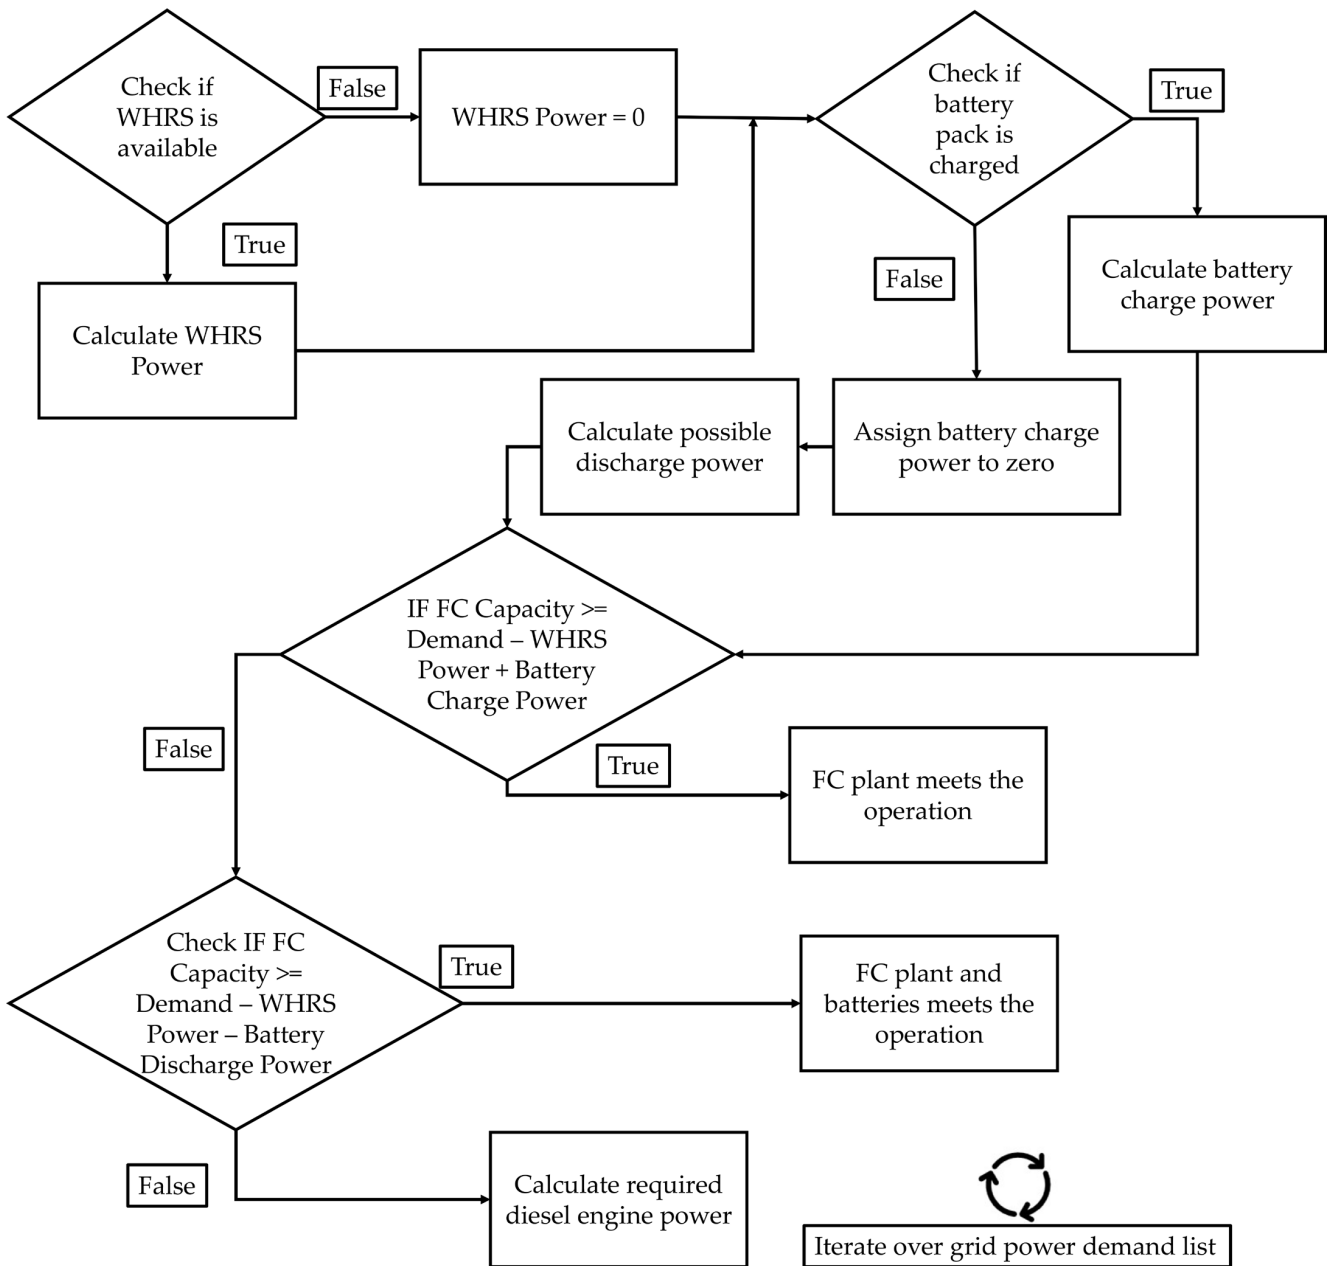 Check if
WHRS is
available
False
WHRS Power = 0
Check if
battery
pack is
charged
True
True
Calculate WHRS
Power
False
Calculate battery
charge power
Calculate possible
discharge power
Assign battery charge
power to zero
IF FC Capacity >=
Demand – WHRS
Power + Battery
Charge Power
False
True
FC plant meets the
operation
Check IF FC
Capacity >=
Demand – WHRS
Power – Battery
Discharge Power
True
FC plant and
batteries meets the
operation
False
Calculate required
diesel engine power
Iterate over grid power demand list